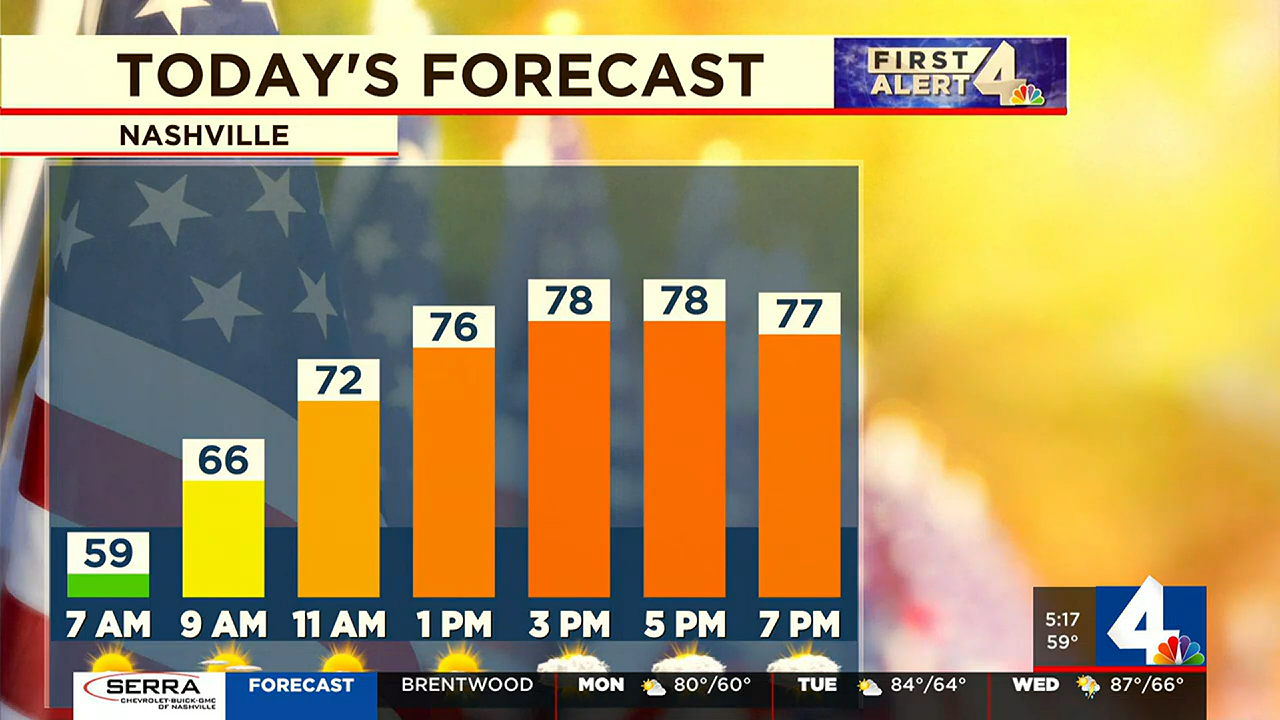 TODAY'S FORECAST
FIRST
ALERT 4
NASHVILLE
59 66 72 76 78 78 77
7 AM 9 AM 11 AM 1 PM 3 PM 5 PM 7 PM
5:17
59°
4
SERRA
CHEVROLET·BUICK·GMC
OF NASHVILLE
FORECAST BRENTWOOD MON 80°/60° TUE 84°/64° WED 87°/66°